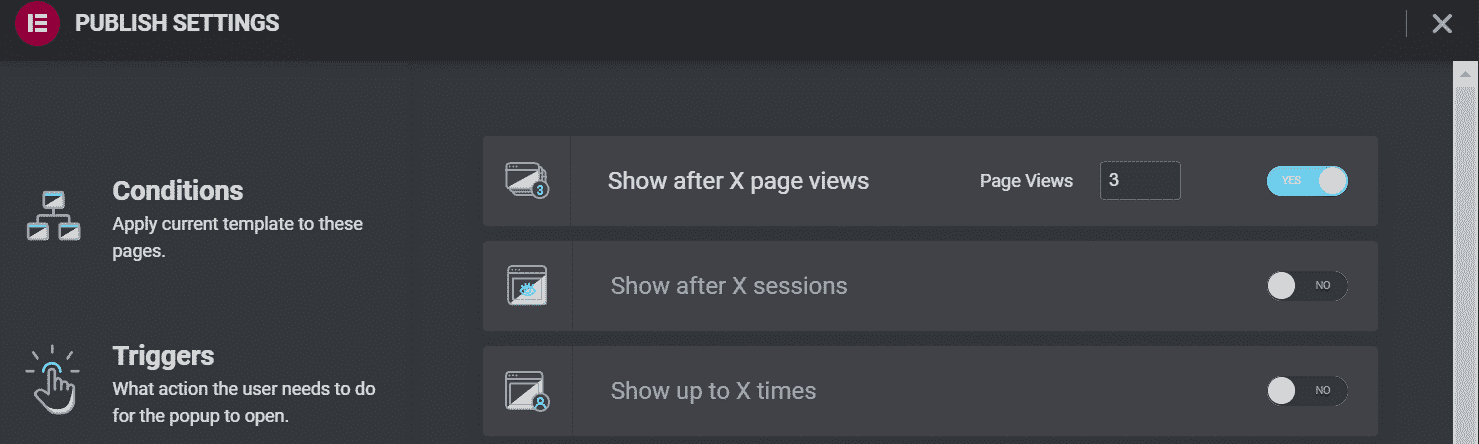 PUBLISH SETTINGS
Conditions
Apply current template to these
pages.
Triggers
What action the user needs to do
for the popup to open.
3
Show after X page views
Page Views
3
YES
Show after X sessions
NO
Show up to X times
NO